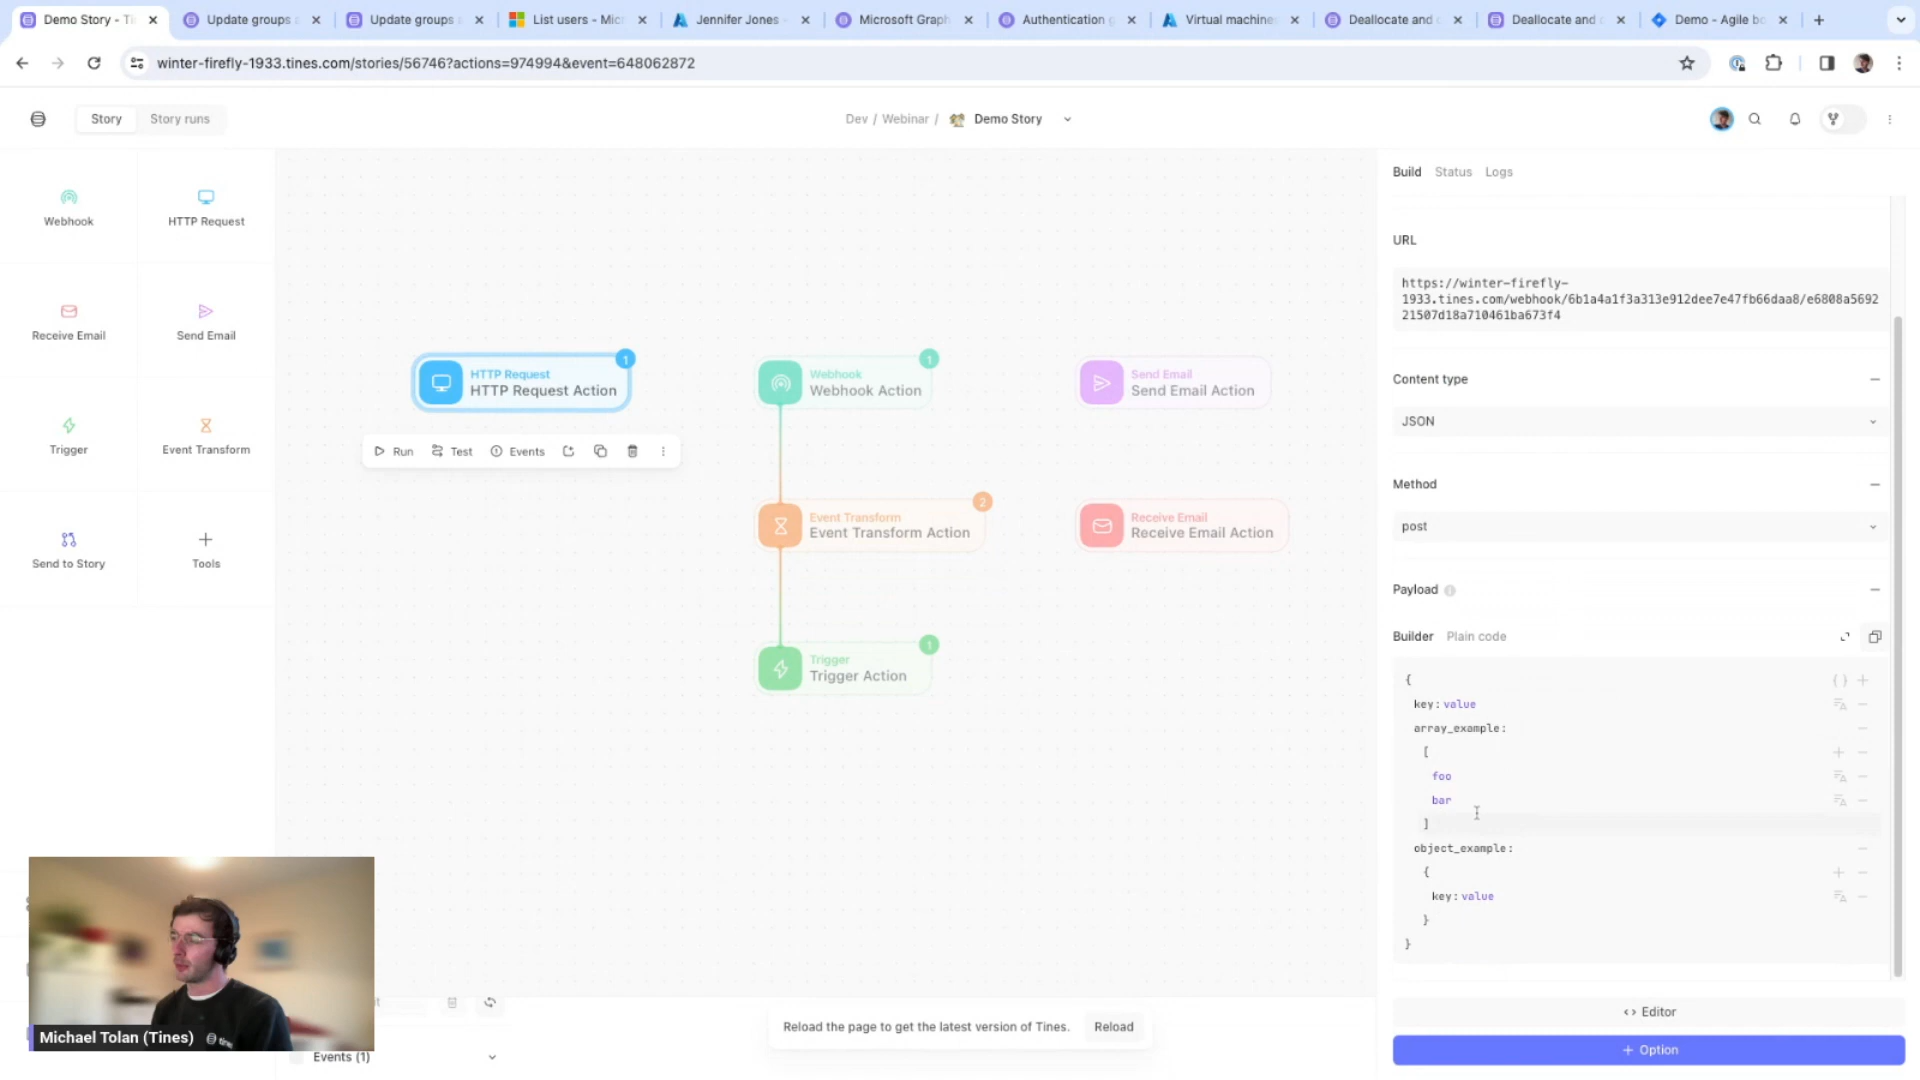 Demo Story - Ti
Update groups a
Update groups a
List users - Micr
Jennifer Jones -
Microsoft Graph
Authentication g
Virtual machine
Deallocate and
Deallocate and
Demo - Agile bo
winter-firefly-1933.tines.com/stories/56746?actions=974994&event=648062872
Story
Story runs
Dev / Webinar / Demo Story
Webhook
HTTP Request
Receive Email
Send Email
Trigger
Event Transform
Send to Story
Tools
HTTP Request
HTTP Request Action
1
Run
Test
Events
Webhook
Webhook Action
1
Event Transform
Event Transform Action
2
Trigger
Trigger Action
1
Send Email
Send Email Action
Receive Email
Receive Email Action
Build
Status
Logs
URL
https://winter-firefly-
1933.tines.com/webhook/6b1a4a1f3a313e912dee7e47fb66daa8/e6808a5692
21507d18a710461ba673f4
Content type
JSON
Method
post
Payload
Builder
Plain code
{
key: value
array_example:
[
foo
bar
]
object_example:
{
key: value
}
}
<> Editor
+ Option
Reload the page to get the latest version of Tines.
Reload
Events (1)
Michael Tolan (Tines)